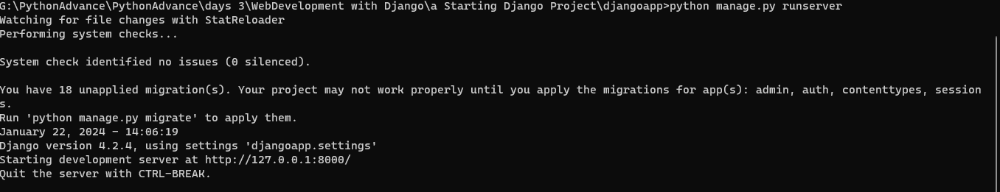 G:\PythonAdvance\PythonAdvance\days 3\WebDevelopment with Django\a Starting Django Project\djangoapp>python manage.py runserver
Watching for file changes with StatReloader
Performing system checks...
System check identified no issues (0 silenced).
You have 18 unapplied migration(s). Your project may not work properly until you apply the migrations for app(s): admin, auth, contenttypes, session
s.
Run 'python manage.py migrate' to apply them.
January 22, 2024 - 14:06:19
Django version 4.2.4, using settings 'djangoapp.settings'
Starting development server at http://127.0.0.1:8000/
Quit the server with CTRL-BREAK.